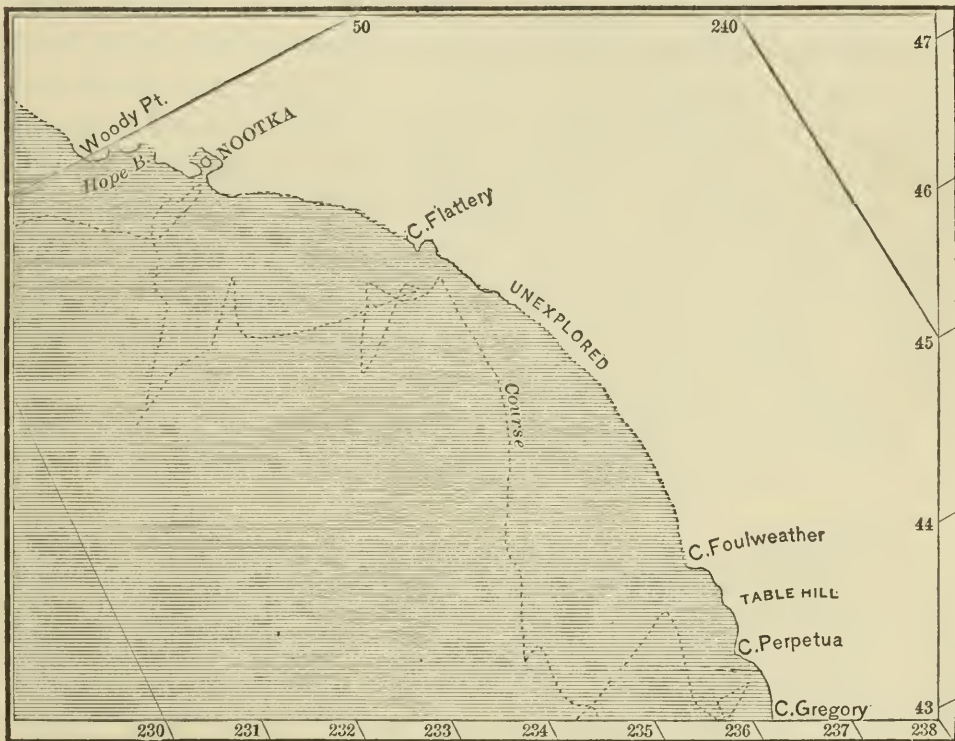 50
240
47
Woody Pt.
Hope B.
NOOTKA
46
C. Flattery
UNEXPLORED
45
Course
44
C. Foulweather
TABLE HILL
C. Perpetua
C. Gregory
43
230
231
232
233
234
235
236
237
238